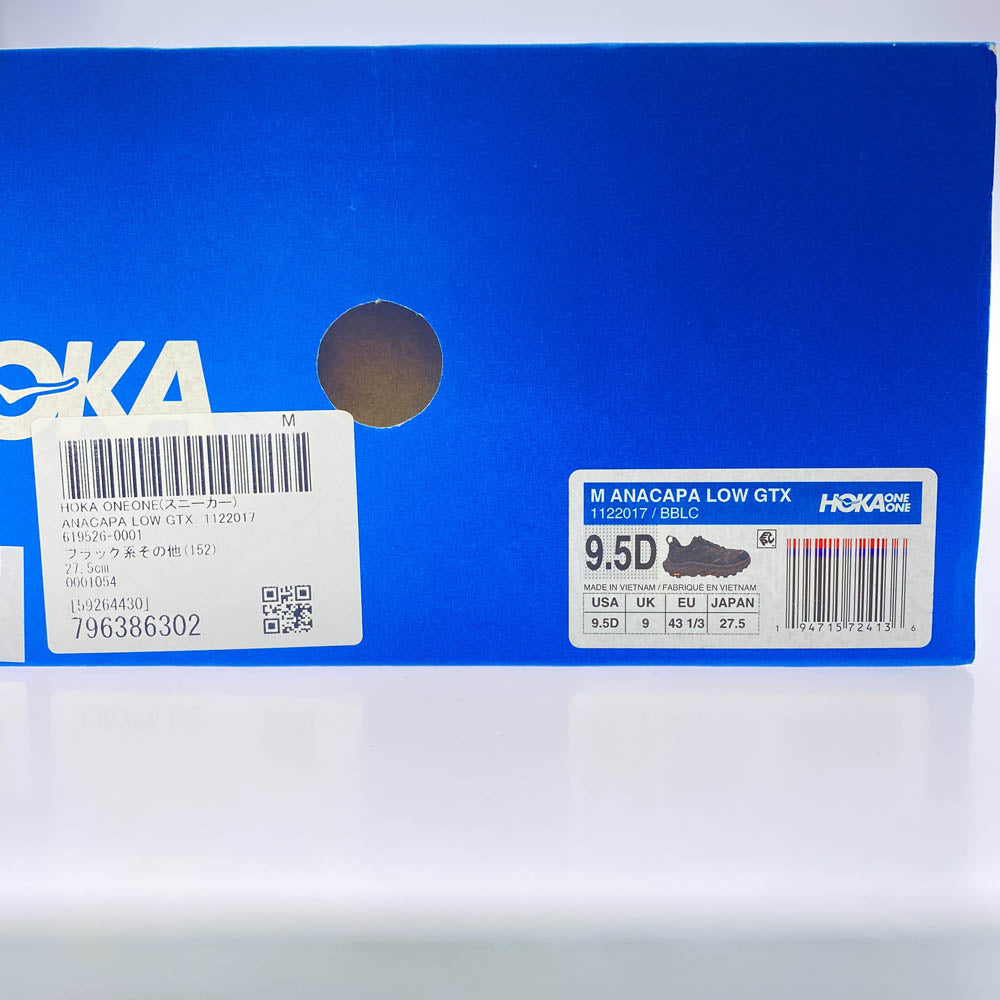 HOKA
M
HOKA ONEONE(スニーカー)
ANACAPA LOW GTX 1122017
619526-0001
ブラック系その他(152)
27.5cm
0001054
[59264430]
796386302
M ANACAPA LOW GTX
1122017 / BBLC
HOKA ONE ONE
9.5D
MADE IN VIETNAM / FABRIQUÉ EN VIETNAM
USA UK EU JAPAN
9.5D 9 43 1/3 27.5
1 94715 72413 6